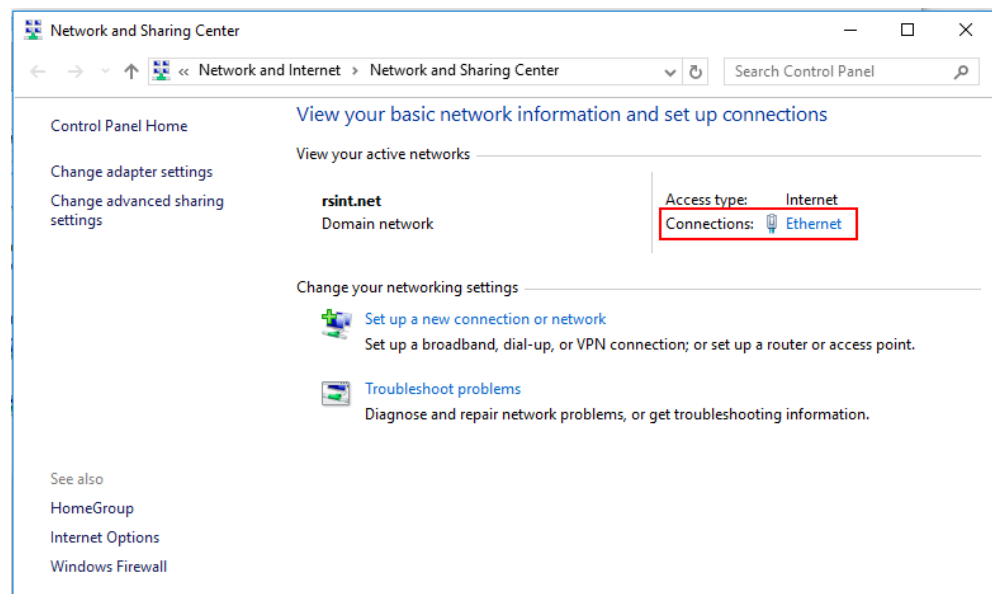 Network and Sharing Center
« Network and Internet › Network and Sharing Center
Search Control Panel
Control Panel Home
Change adapter settings
Change advanced sharing
settings
View your basic network information and set up connections
View your active networks
rsint.net
Domain network
Access type: Internet
Connections: Ethernet
Change your networking settings
Set up a new connection or network
Set up a broadband, dial-up, or VPN connection; or set up a router or access point.
Troubleshoot problems
Diagnose and repair network problems, or get troubleshooting information.
See also
HomeGroup
Internet Options
Windows Firewall